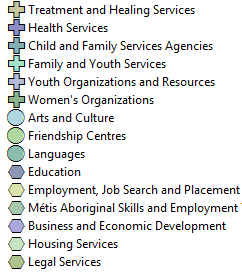 Treatment and Healing Services
Health Services
Child and Family Services Agencies
Family and Youth Services
Youth Organizations and Resources
Women's Organizations
Arts and Culture
Friendship Centres
Languages
Education
Employment, Job Search and Placement
Métis Aboriginal Skills and Employment
Business and Economic Development
Housing Services
Legal Services